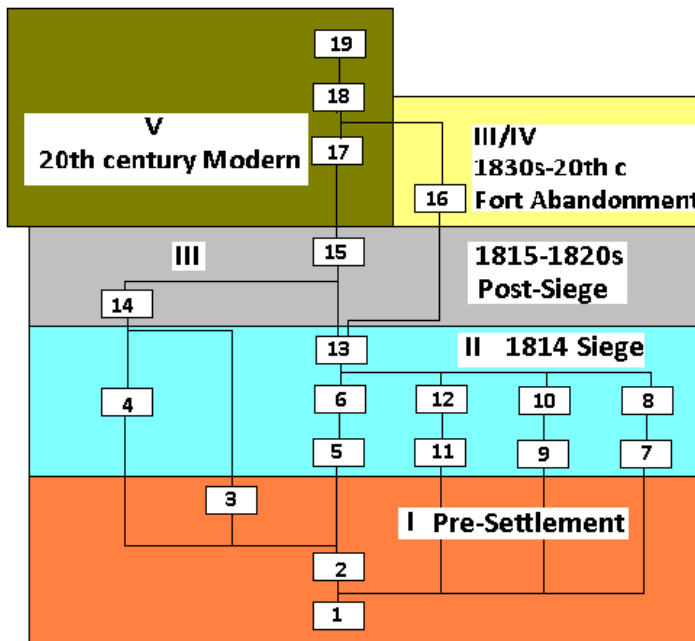 19
18
V
20th century Modern
17
III/IV
1830s-20th c
Fort Abandonment
16
15
III
1815-1820s
Post-Siege
14
13
II 1814 Siege
4
6
12
10
8
5
11
9
7
3
I Pre-Settlement
2
1